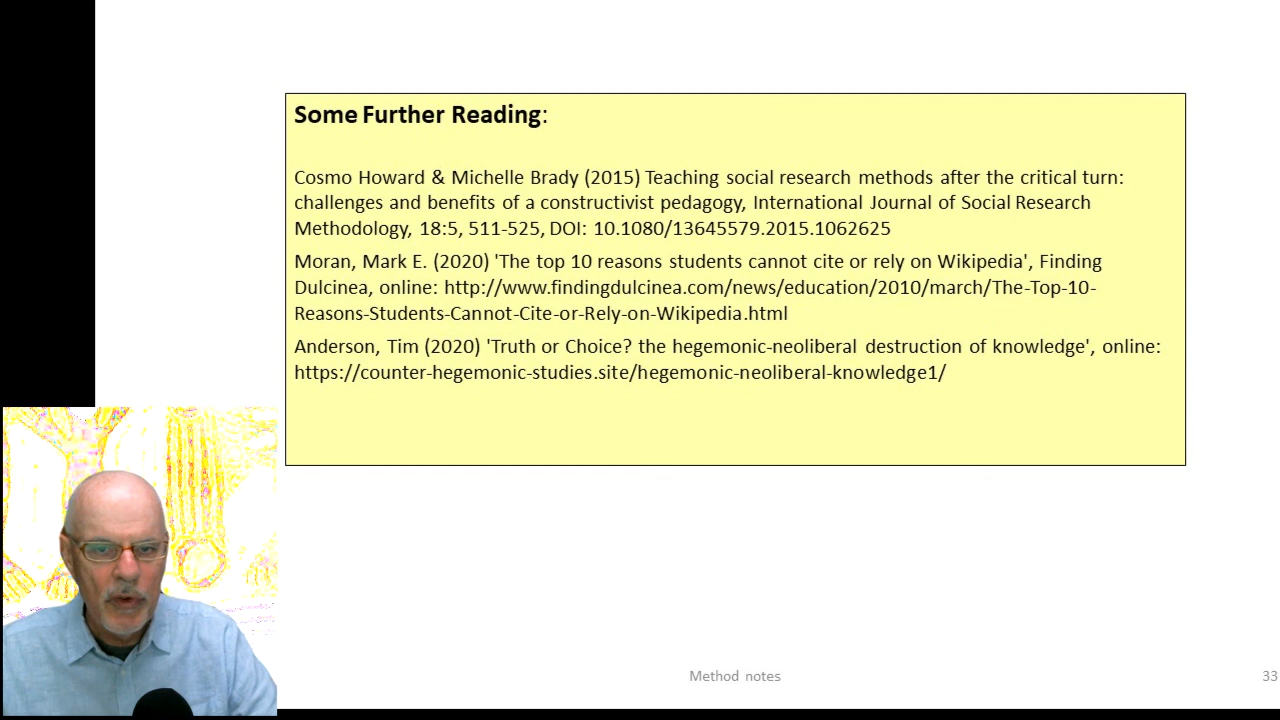 Some Further Reading:
Cosmo Howard & Michelle Brady (2015) Teaching social research methods after the critical turn:
challenges and benefits of a constructivist pedagogy, International Journal of Social Research
Methodology, 18:5, 511-525, DOI: 10.1080/13645579.2015.1062625
Moran, Mark E. (2020) 'The top 10 reasons students cannot cite or rely on Wikipedia', Finding
Dulcinea, online: http://www.findingdulcinea.com/news/education/2010/march/The-Top-10-
Reasons-Students-Cannot-Cite-or-Rely-on-Wikipedia.html
Anderson, Tim (2020) 'Truth or Choice? the hegemonic-neoliberal destruction of knowledge', online:
https://counter-hegemonic-studies.site/hegemonic-neoliberal-knowledge1/
Method notes
33